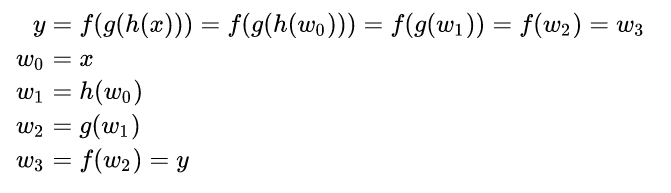 y = f(g(h(x))) = f(g(h(w₀))) = f(g(w₁)) = f(w₂) = w₃
w₀ = x
w₁ = h(w₀)
w₂ = g(w₁)
w₃ = f(w₂) = y